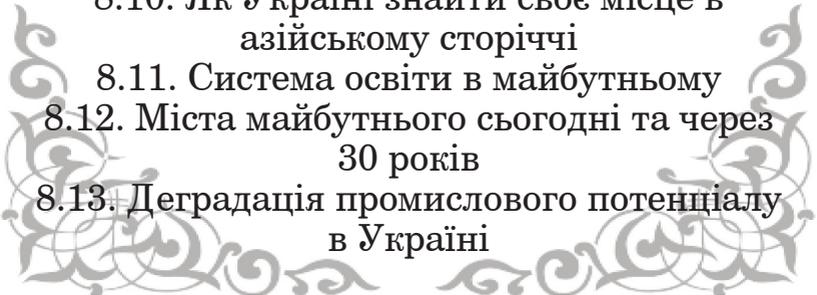 8.10. Як Україні знайти своє місце в
азійському сторіччі
8.11. Система освіти в майбутньому
8.12. Міста майбутнього сьогодні та через
30 років
8.13. Деградація промислового потенціалу
в Україні